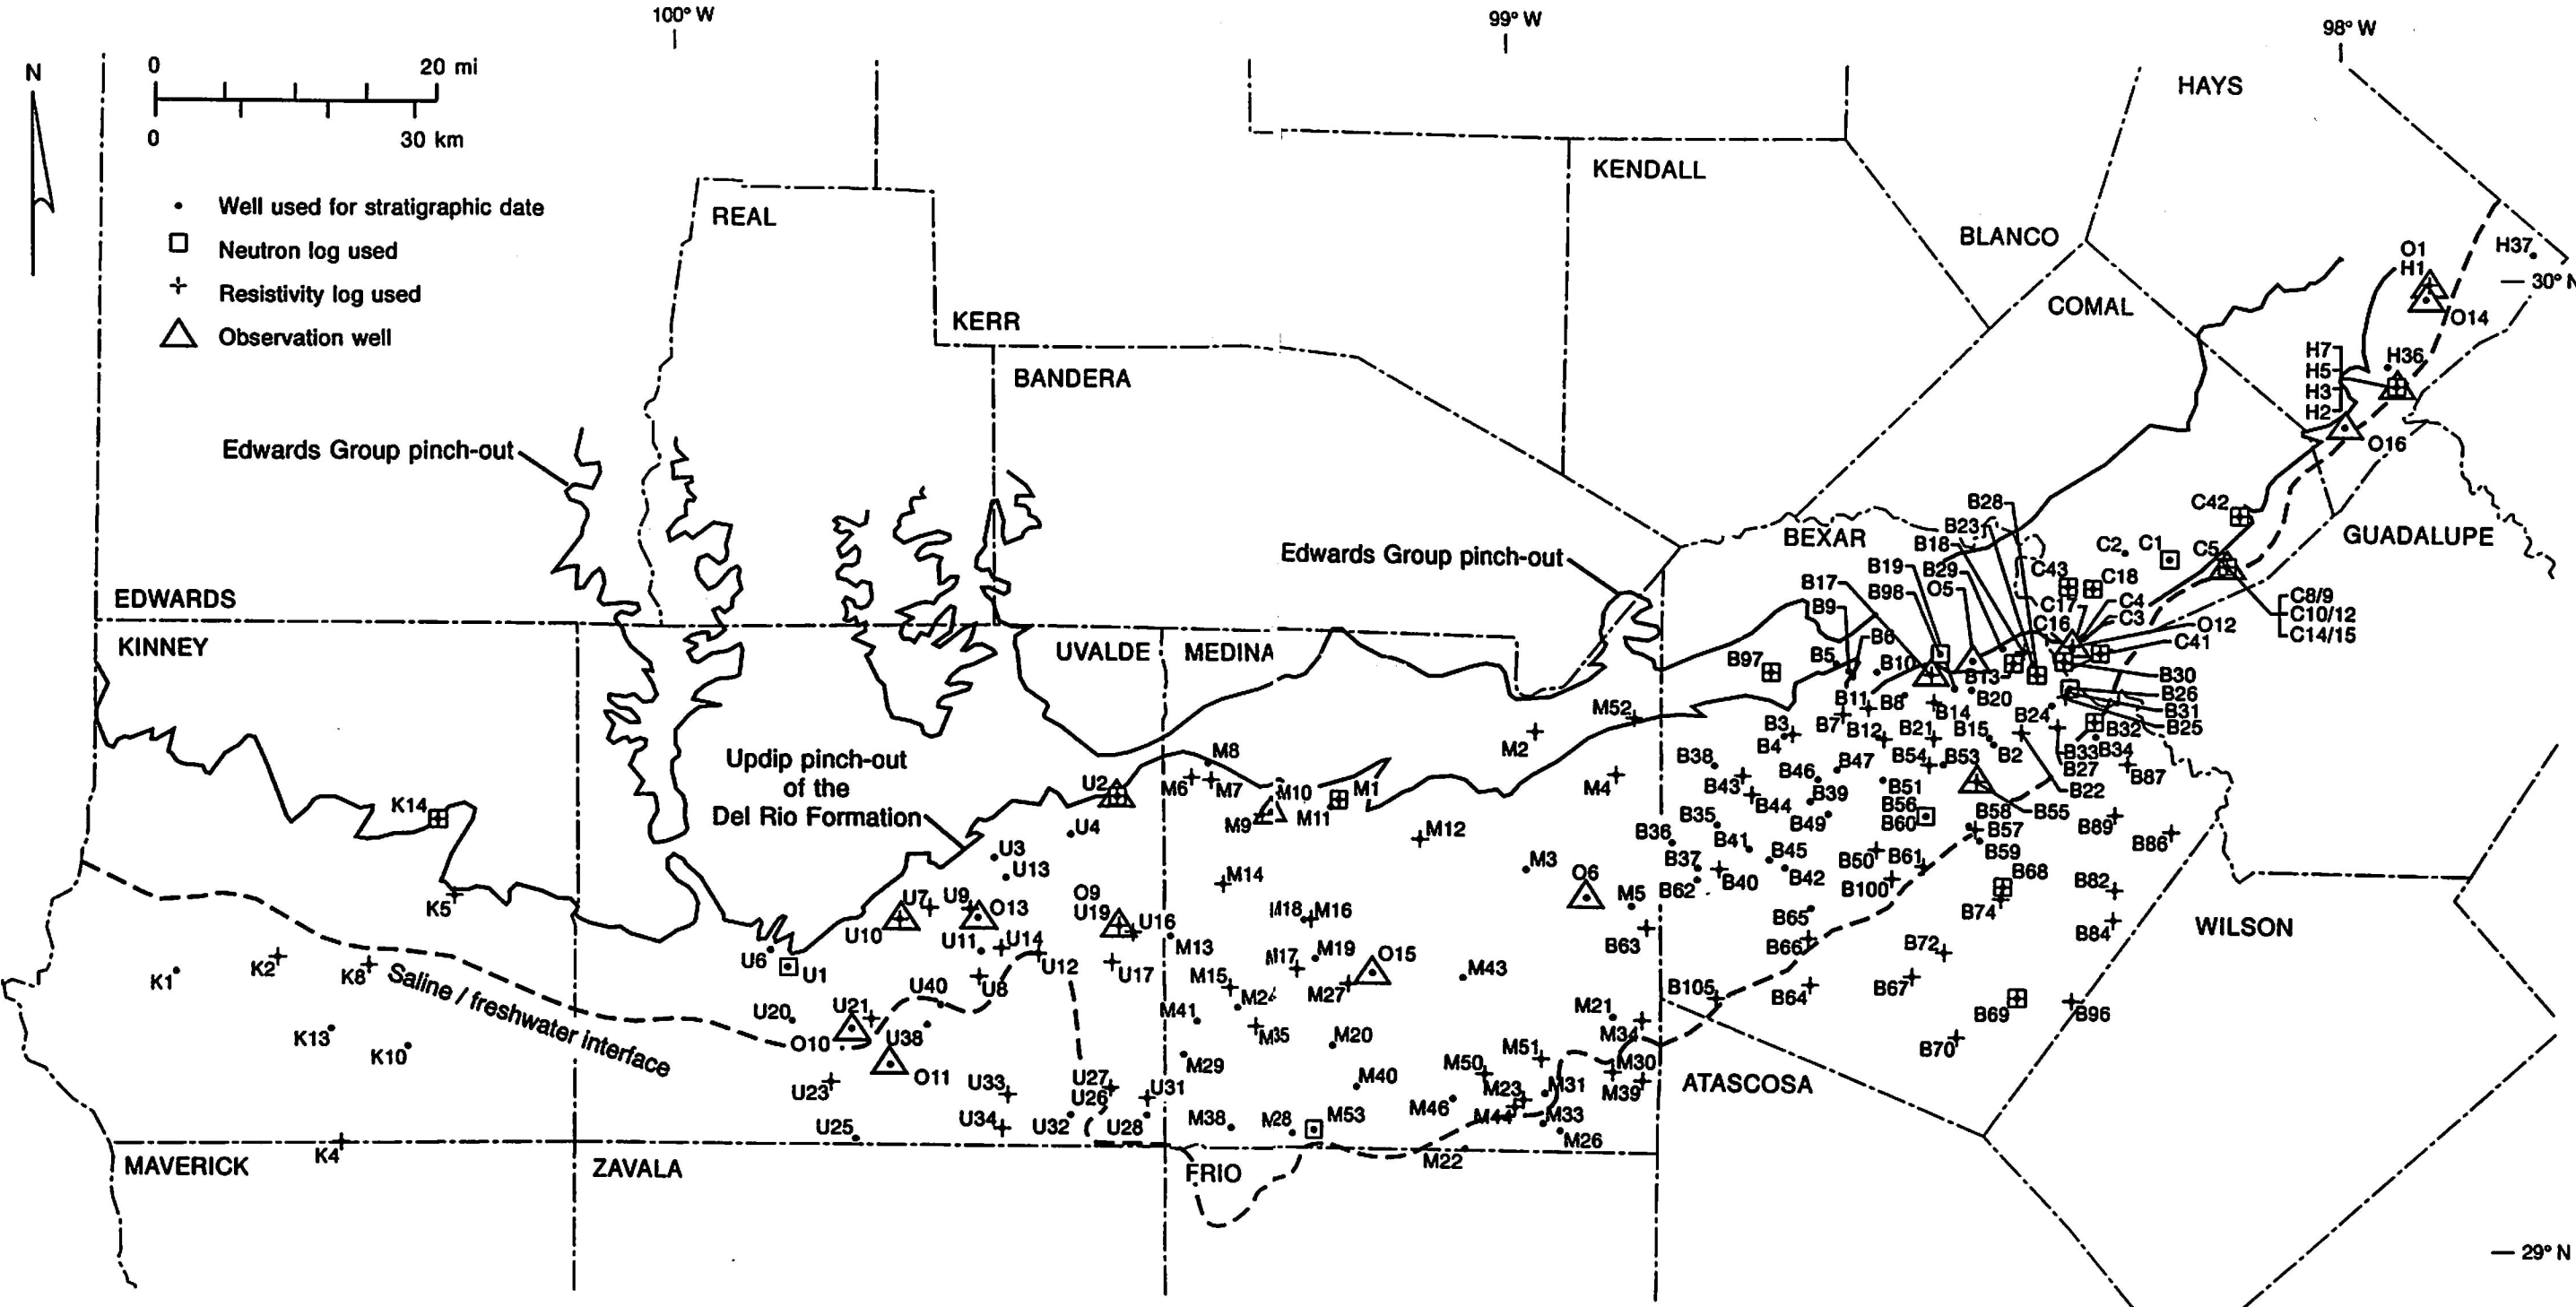 100° W
99° W
98° W
N
0
20 mi
0
30 km
Well used for stratigraphic date
Neutron log used
Resistivity log used
Observation well
HAYS
KENDALL
REAL
BLANCO
COMAL
KERR
BANDERA
H37
30° N
O1
H1
O14
H7
H5
H3
H2
H36
O16
Edwards Group pinch-out
Edwards Group pinch-out
BEXAR
GUADALUPE
EDWARDS
KINNEY
UVALDE
MEDINA
C42
C2
C1
C5
C43
C18
C17
C4
C16
C3
O12
C41
C8/9
C10/12
C14/15
B28
B23
B18
B19
B29
B17
B98
O5
B9
B6
B97
B5
B10
B13
B11
B8
B20
B14
B24
B30
B26
B31
B25
B32
B3
B4
B7
B12
B21
B15
B2
B33
B34
B27
B87
B38
B43
B46
B47
B54
B53
B51
B22
B44
B39
B56
B60
B58
B55
B57
B59
B89
B86
B35
B36
B41
B49
B45
B50
B61
B37
B62
B40
B42
B100
B68
B82
B65
B74
B63
B66
B72
B84
B105
B64
B67
B69
B96
B70
WILSON
ATASCOSA
M52
M2
M4
M8
M6
M7
M10
M1
M9
M11
M12
M3
O6
M5
M14
M18
M16
M13
M19
O15
M17
M15
M27
M43
M41
M35
M20
M21
M34
M29
M40
M50
M51
M30
M23
M31
M39
M46
M44
M33
M38
M28
M53
M26
M22
FRIO
Updip pinch-out
of the
Del Rio Formation
U2
U4
U3
U13
U7
U9
O13
O9
U19
U16
U10
U11
U14
U12
U17
U6
U1
U8
U40
U20
U21
U38
O10
O11
U23
U33
U27
U26
U31
U25
U34
U32
U28
K14
K5
K1
K2
K8
K13
K10
K4
Saline / freshwater interface
MAVERICK
ZAVALA
29° N